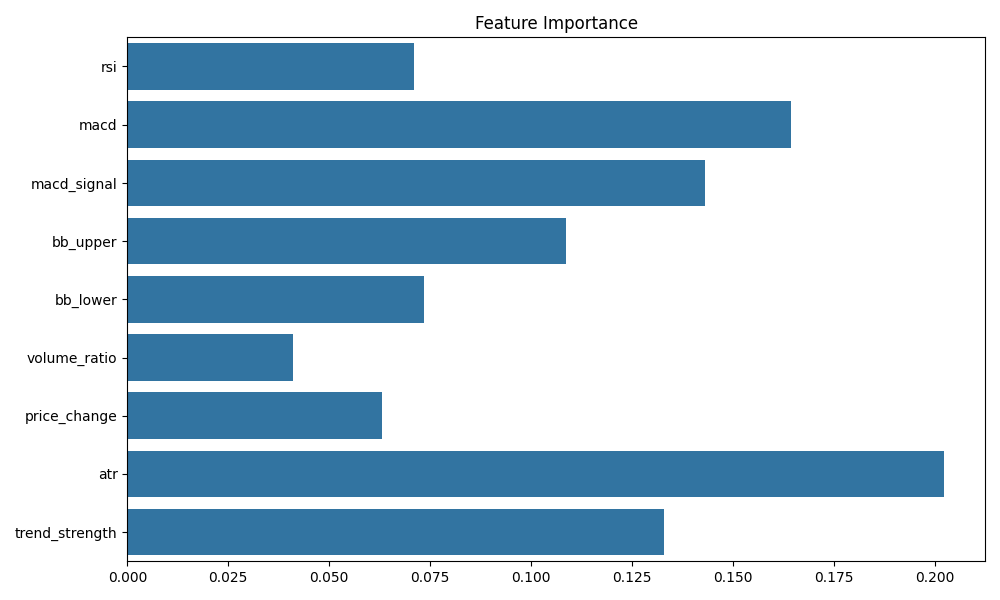 Feature Importance
rsi
macd
macd_signal
bb_upper
bb_lower
volume_ratio
price_change
atr
trend_strength
0.000 0.025 0.050 0.075 0.100 0.125 0.150 0.175 0.200